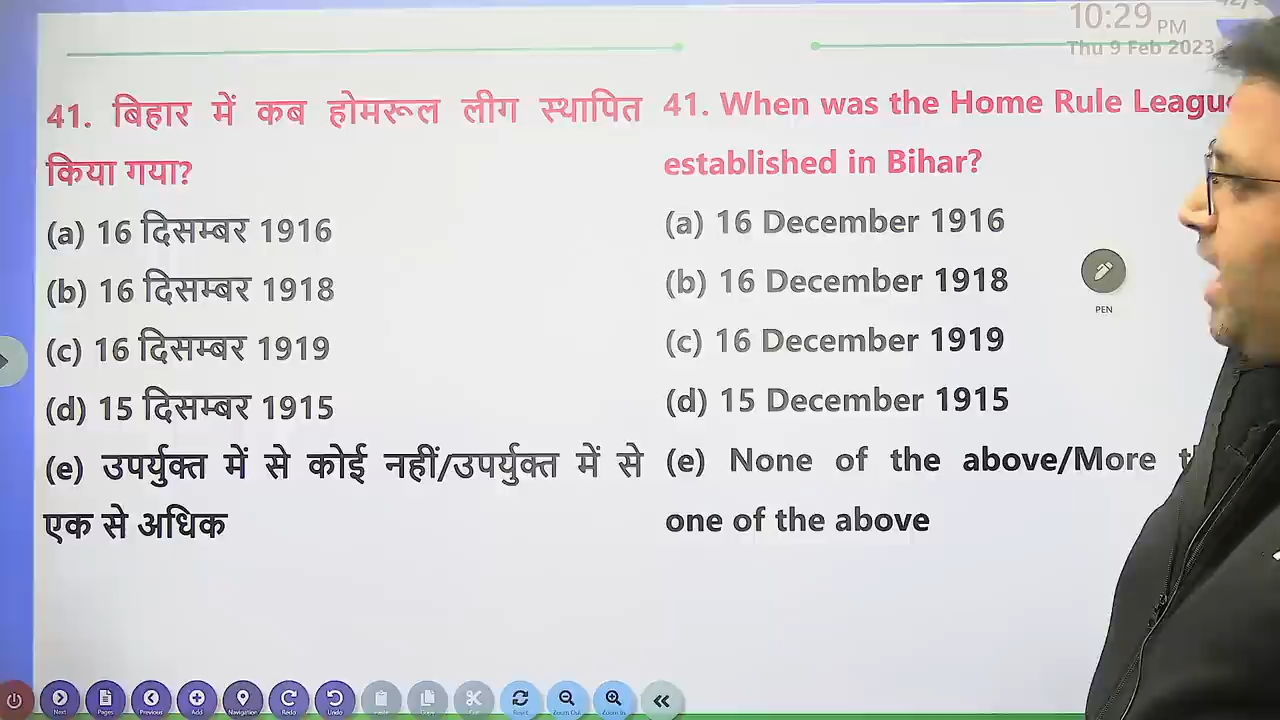 10:29 PM
Thu 9 Feb 2023
41. बिहार में कब होमरूल लीग स्थापित
किया गया?
(a) 16 दिसम्बर 1916
(b) 16 दिसम्बर 1918
(c) 16 दिसम्बर 1919
(d) 15 दिसम्बर 1915
(e) उपर्युक्त में से कोई नहीं/उपर्युक्त में से
एक से अधिक
41. When was the Home Rule
established in Bihar?
(a) 16 December 1916
(b) 16 December 1918
(c) 16 December 1919
(d) 15 December 1915
(e) None of the above/More
one of the above
PEN
Next Pages Previous Add Navigation Redo Undo Zoom Out Zoom In